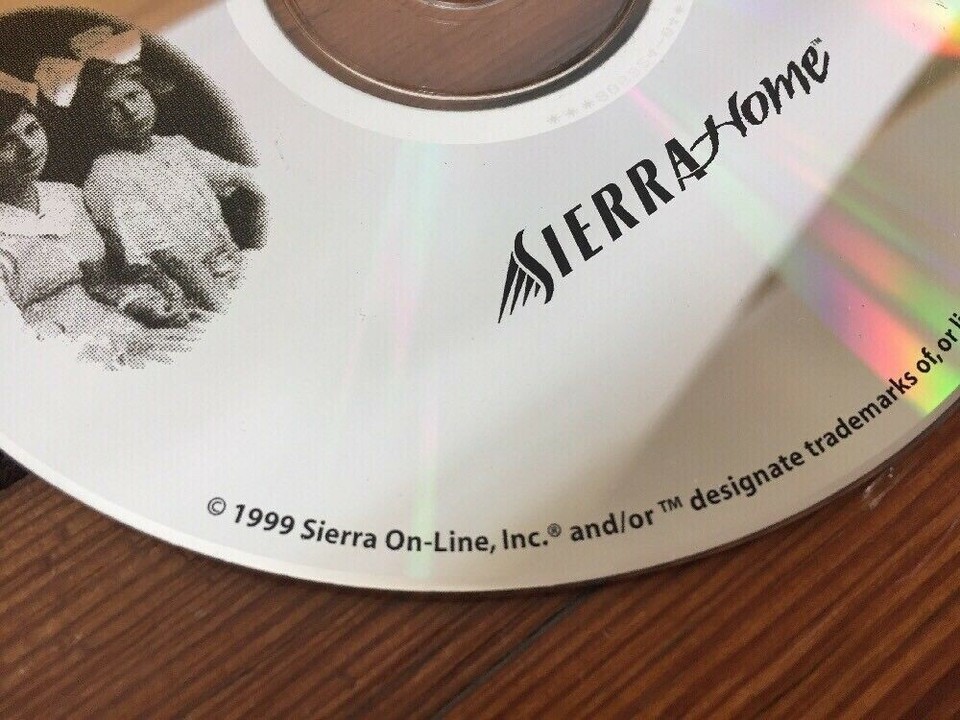 SIERRA Home™
© 1999 Sierra On-Line, Inc.® and/or ™ designate trademarks of, or